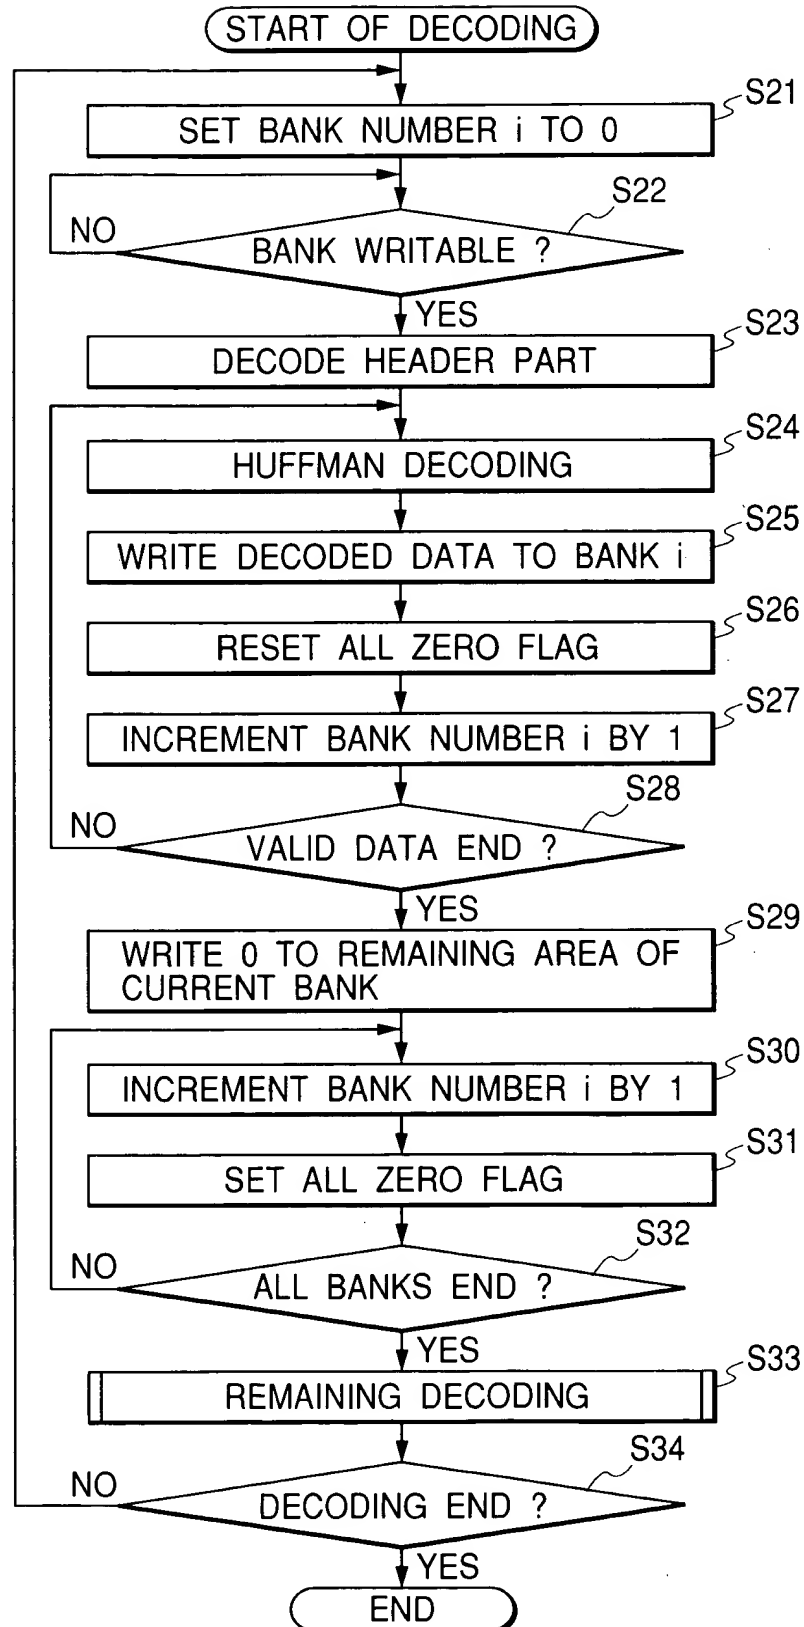 START OF DECODING
S21
SET BANK NUMBER i TO 0
S22
NO
BANK WRITABLE ?
YES
S23
DECODE HEADER PART
S24
HUFFMAN DECODING
S25
WRITE DECODED DATA TO BANK i
S26
RESET ALL ZERO FLAG
S27
INCREMENT BANK NUMBER i BY 1
S28
NO
VALID DATA END ?
YES
S29
WRITE 0 TO REMAINING AREA OF
CURRENT BANK
S30
INCREMENT BANK NUMBER i BY 1
S31
SET ALL ZERO FLAG
S32
NO
ALL BANKS END ?
YES
S33
REMAINING DECODING
S34
NO
DECODING END ?
YES
END